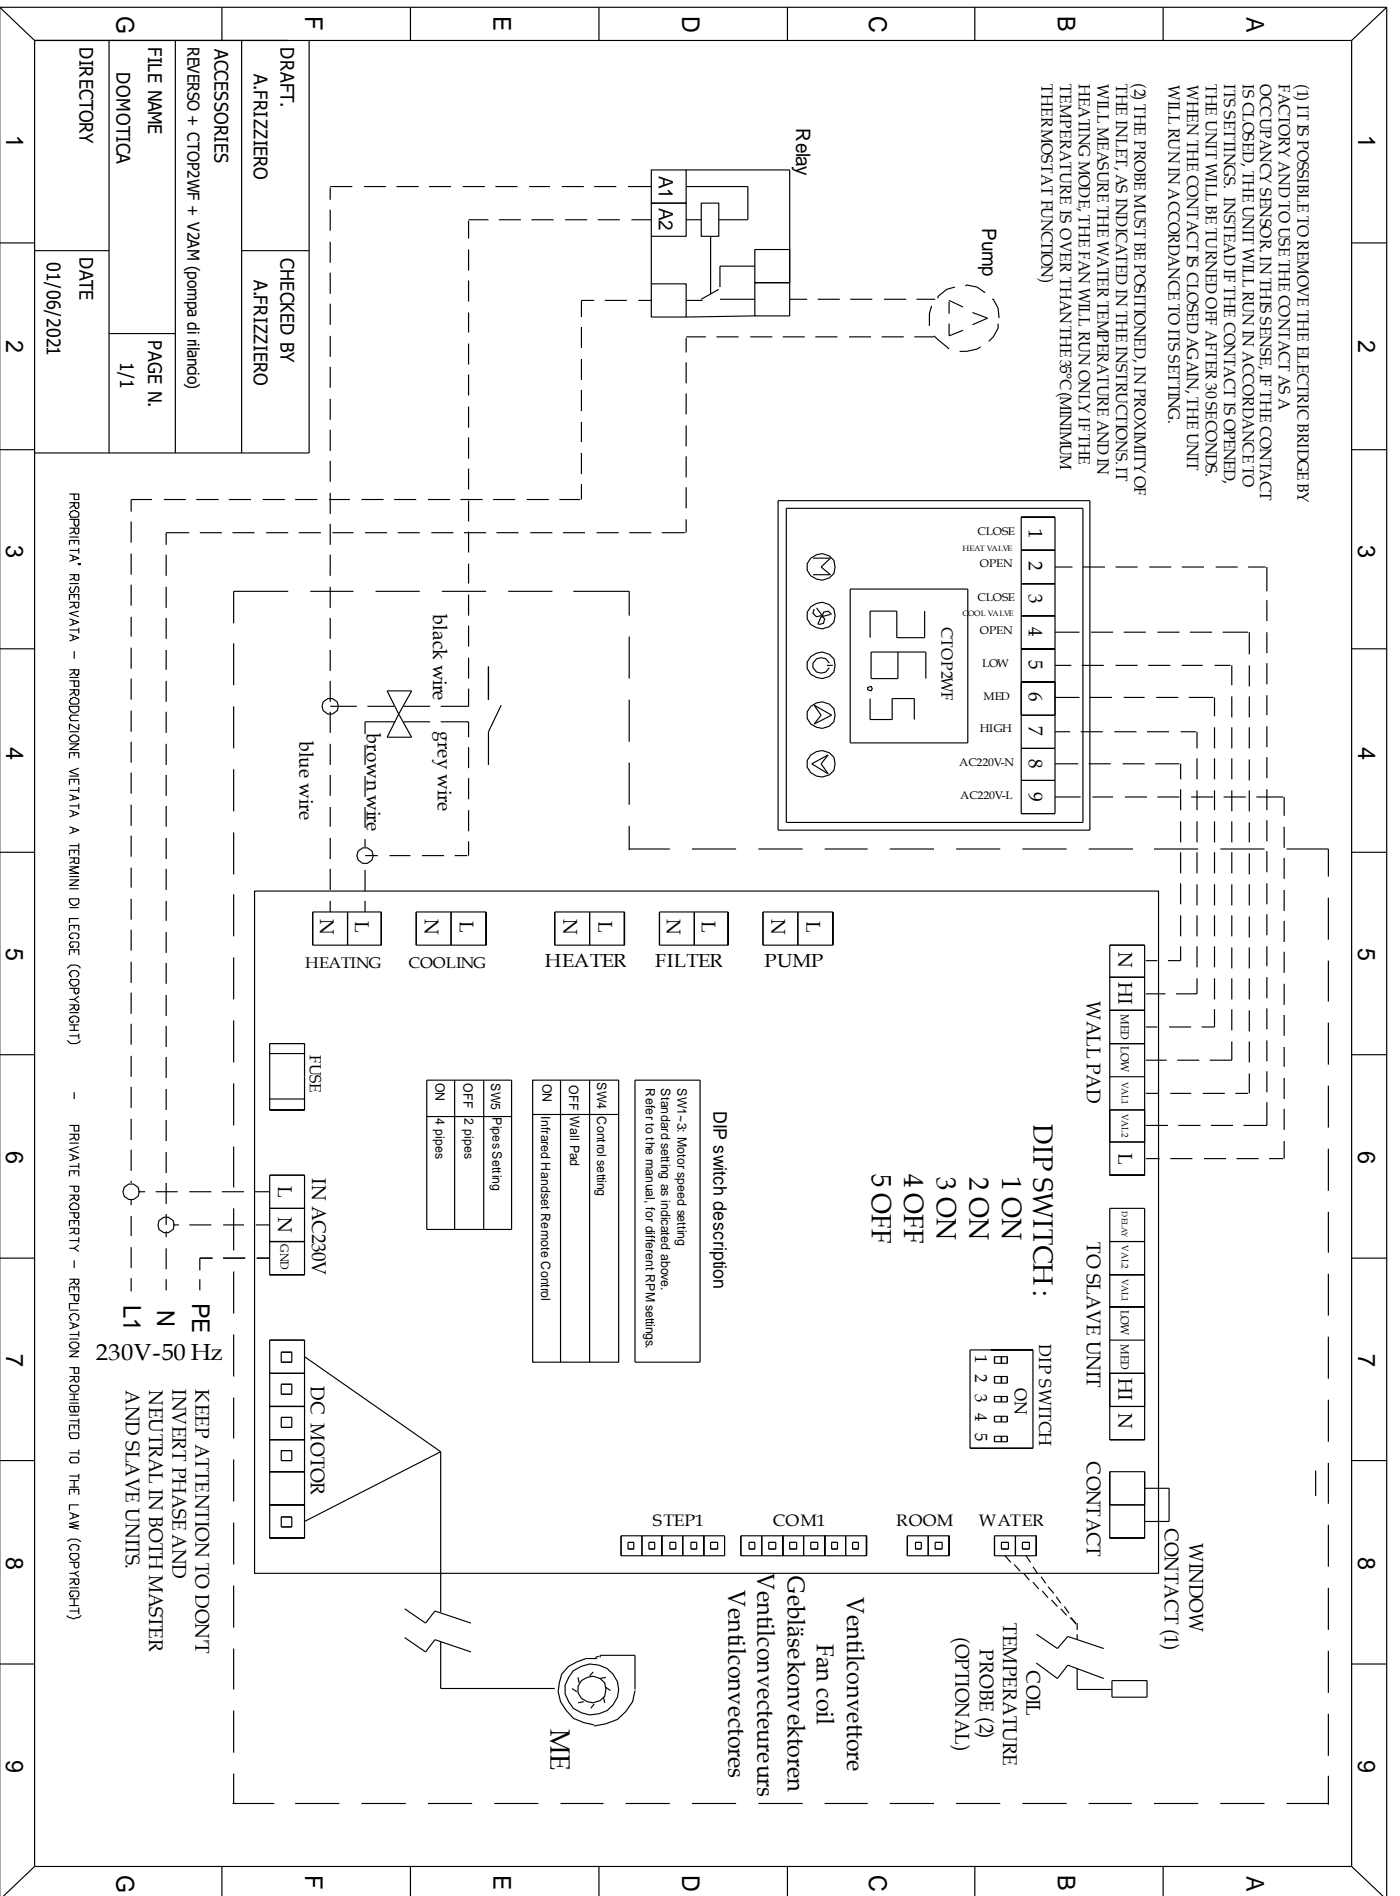 1
2
3
4
5
6
7
8
9
A
B
C
D
E
F
G
(1) IT IS POSSIBLE TO REMOVE THE ELECTRIC BRIDGE BY
FACTORY AND TO USE THE CONTACT AS A
OCCUPANCY SENSOR. IN THIS SENSE, IF THE CONTACT
IS CLOSED, THE UNIT WILL RUN IN ACCORDANCE TO
ITS SETTINGS. INSTEAD IF THE CONTACT IS OPENED,
THE UNIT WILL BE TURNED OFF AFTER 30 SECONDS.
WHEN THE CONTACT IS CLOSED AGAIN, THE UNIT
WILL RUN IN ACCORDANCE TO ITS SETTING.
(2) THE PROBE MUST BE POSITIONED, IN PROXIMITY OF
THE INLET, AS INDICATED IN THE INSTRUCTIONS. IT
WILL MEASURE THE WATER TEMPERATURE AND IN
HEATING MODE, THE FAN WILL RUN ONLY IF THE
TEMPERATURE IS OVER THAN THE 35°C (MINIMUM
THERMOSTAT FUNCTION)
Pump
Relay
A1 A2
1 2 3 4 5 6 7 8 9
CLOSE
HEAT VALVE
OPEN
CLOSE
COOL VALVE
OPEN
LOW
MED
HIGH
AC220V-N
AC220V-L
CTOP2WF
26.5
M
N HI MED LOW VAL1 VAL2 L
WALL PAD
DELAY VAL2 VAL1 LOW MED HI N
TO SLAVE UNIT
CONTACT
WINDOW
CONTACT (1)
DIP SWITCH :
1 ON
2 ON
3 ON
4 OFF
5 OFF
DIP SWITCH
ON
1 2 3 4 5
WATER
ROOM
COM1
STEP1
COIL
TEMPERATURE
PROBE (2)
(OPTIONAL)
Ventilconvettore
Fan coil
Gebläsekonvektoren
Ventilconvecteureurs
Ventilconvectores
ME
N L
PUMP
N L
FILTER
N L
HEATER
N L
COOLING
N L
HEATING
DIP switch description
SW1~3: Motor speed setting
Standard setting as indicated above.
Refer to the manual, for different RPM settings.
SW4 Control setting
OFF Wall Pad
ON Infrared Handset Remote Control
SW5 Pipes Setting
OFF 2 pipes
ON 4 pipes
black wire
grey wire
brown wire
blue wire
FUSE
IN AC230V
L N GND
DC MOTOR
PE
N
L1
230V-50 Hz
KEEP ATTENTION TO DON'T
INVERT PHASE AND
NEUTRAL IN BOTH MASTER
AND SLAVE UNITS.
DRAFT.
A.FRIZZIERO
CHECKED BY
A.FRIZZIERO
ACCESSORIES
REVERSO + CTOP2WF + V2AM (pompa di rilancio)
FILE NAME
DOMOTICA
PAGE N.
1/1
DIRECTORY
DATE
01/06/2021
PROPRIETA' RISERVATA - RIPRODUZIONE VIETATA A TERMINI DI LEGGE (COPYRIGHT) - PRIVATE PROPERTY - REPLICATION PROHIBITED TO THE LAW (COPYRIGHT)
1
2
3
4
5
6
7
8
9
A
B
C
D
E
F
G